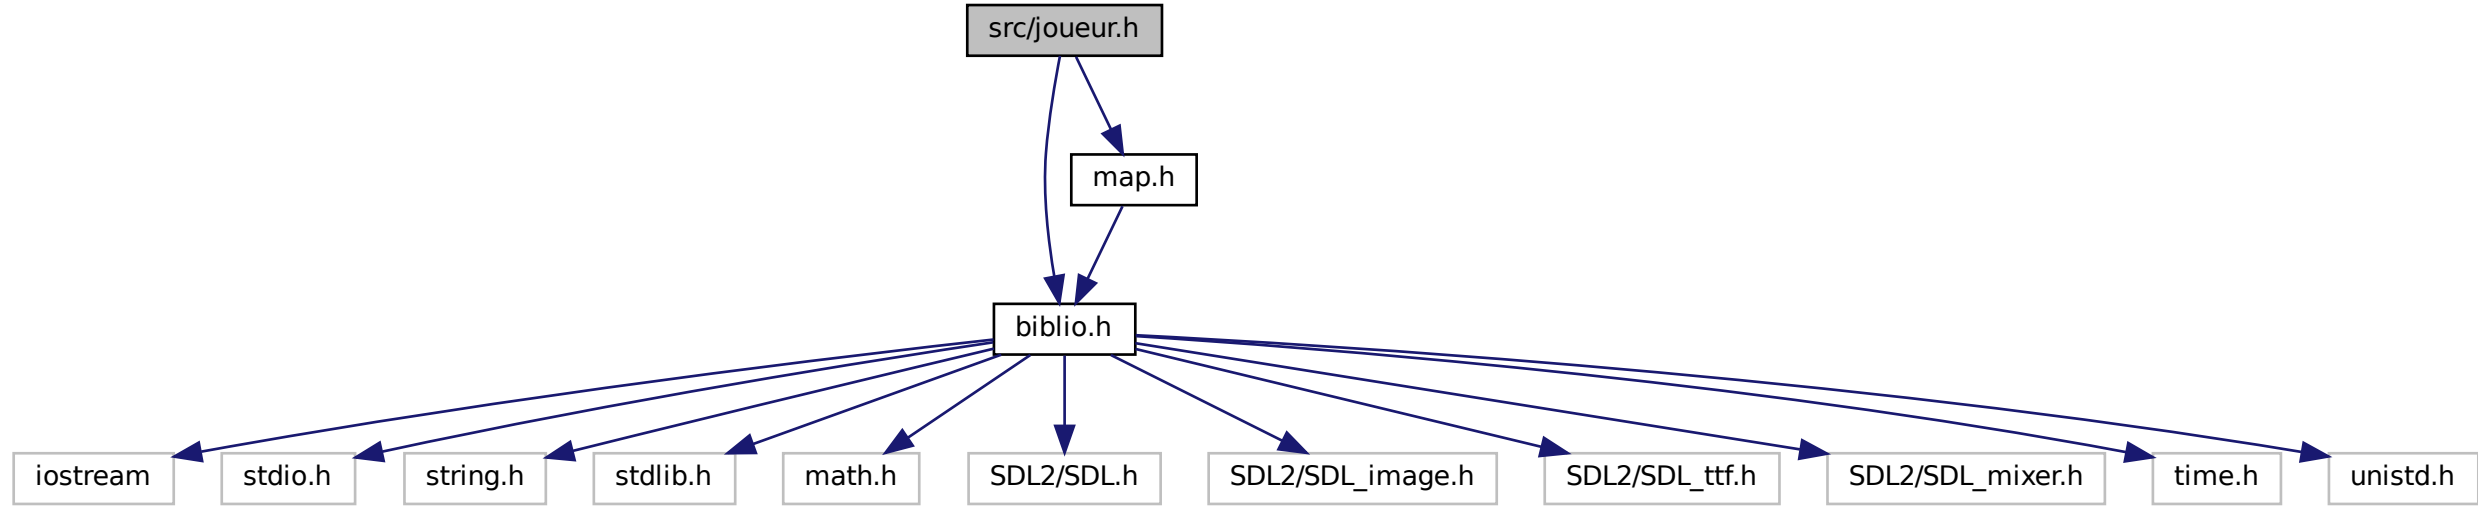 src/joueur.h
map.h
biblio.h
iostream
stdio.h
string.h
stdlib.h
math.h
SDL2/SDL.h
SDL2/SDL_image.h
SDL2/SDL_ttf.h
SDL2/SDL_mixer.h
time.h
unistd.h